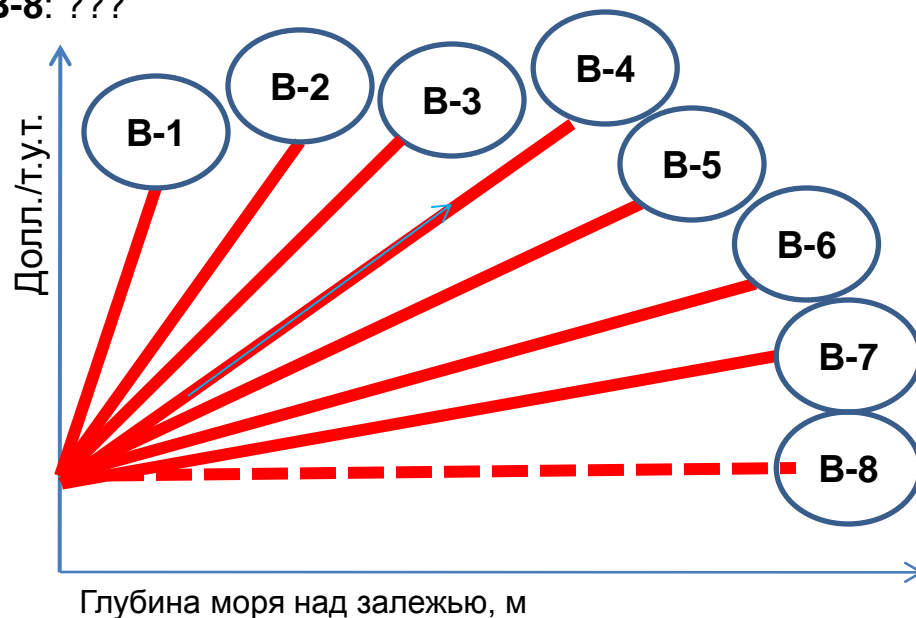 В-8: ???
В-1
В-2
В-3
В-4
В-5
В-6
В-7
В-8
Долл./т.у.т.
Глубина моря над залежью, м